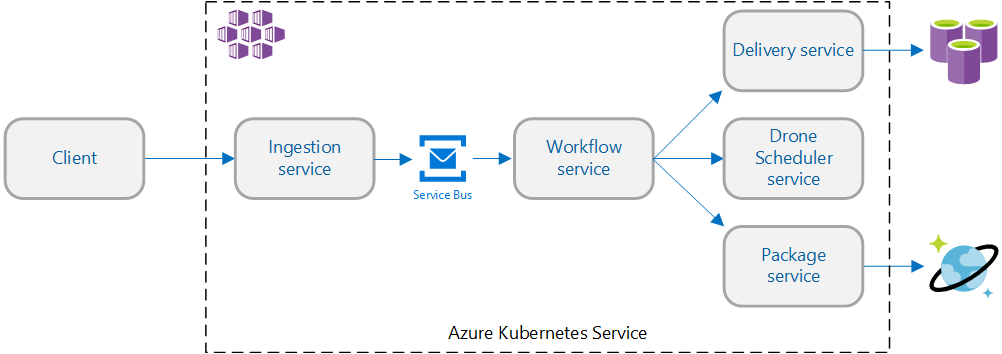 Client
Ingestion
service
Service Bus
Workflow
service
Delivery service
Drone
Scheduler
service
Package
service
Azure Kubernetes Service